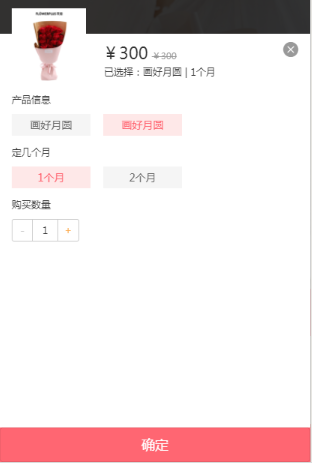 ￥300 ￥300
已选择：画好月圆 | 1个月
产品信息
画好月圆 画好月圆
定几个月
1个月 2个月
购买数量
- 1 +
确定